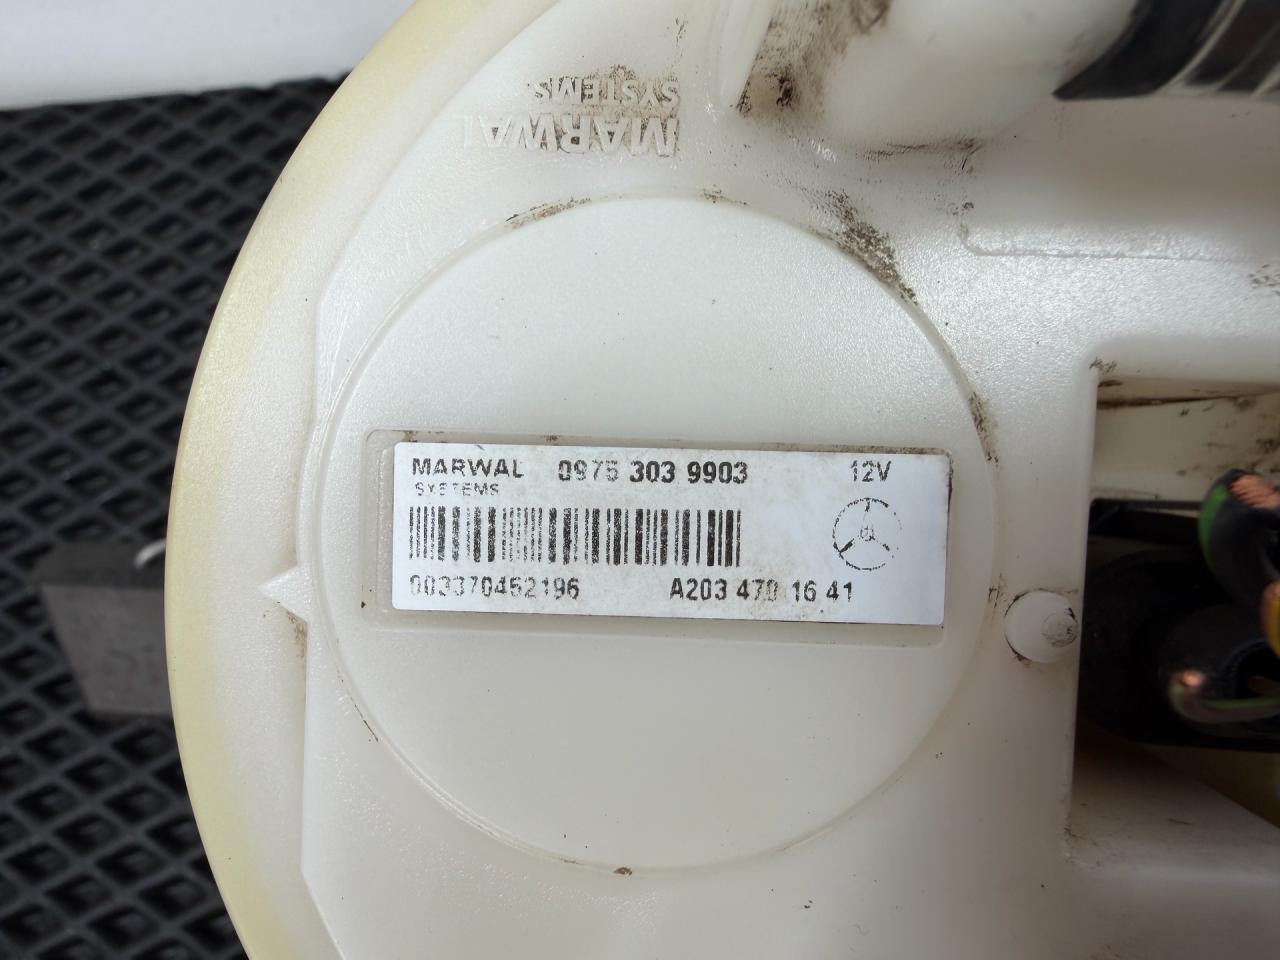 MARWAL
SYSTEMS
MARWAL 0975 303 9903 12V
SYSTEMS
003370452196 A203 470 16 41